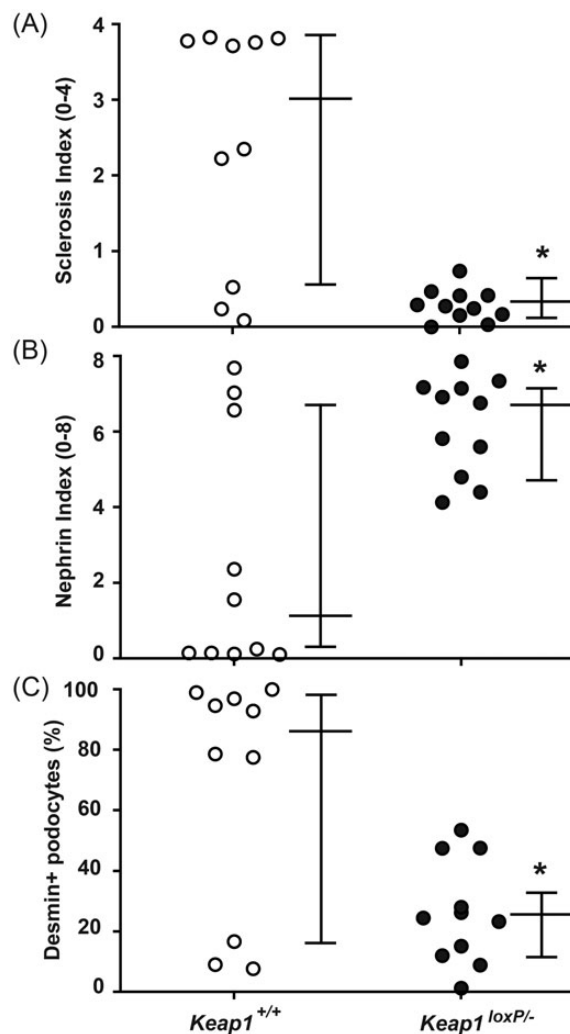 (A)
Sclerosis Index (0-4)
4
3
2
1
0
*
(B)
Nephrin Index (0-8)
8
6
4
2
0
*
(C)
Desmin+ podocytes (%)
100
80
60
40
20
0
*
Keap1+/+ Keap1loxP/-